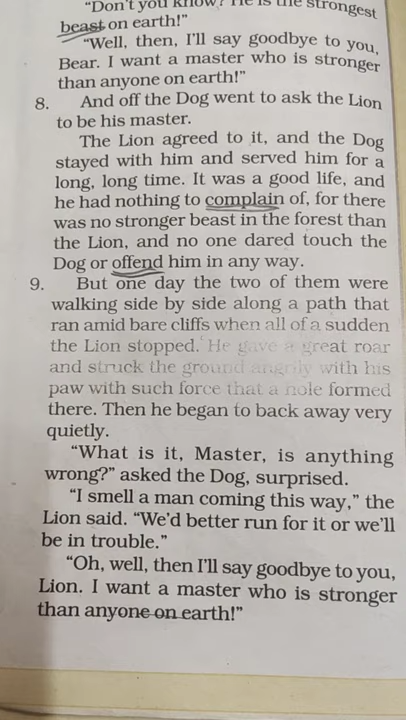 "Don't you know? He is the strongest
beast on earth!"
"Well, then, I'll say goodbye to you,
Bear. I want a master who is stronger
than anyone on earth!"
8. And off the Dog went to ask the Lion
to be his master.
The Lion agreed to it, and the Dog
stayed with him and served him for a
long, long time. It was a good life, and
he had nothing to complain of, for there
was no stronger beast in the forest than
the Lion, and no one dared touch the
Dog or offend him in any way.
9. But one day the two of them were
walking side by side along a path that
ran amid bare cliffs when all of a sudden
the Lion stopped. He gave a great roar
and struck the ground angrily with his
paw with such force that a hole formed
there. Then he began to back away very
quietly.
"What is it, Master, is anything
wrong?" asked the Dog, surprised.
"I smell a man coming this way," the
Lion said. "We'd better run for it or we'll
be in trouble."
"Oh, well, then I'll say goodbye to you,
Lion. I want a master who is stronger
than anyone on earth!"